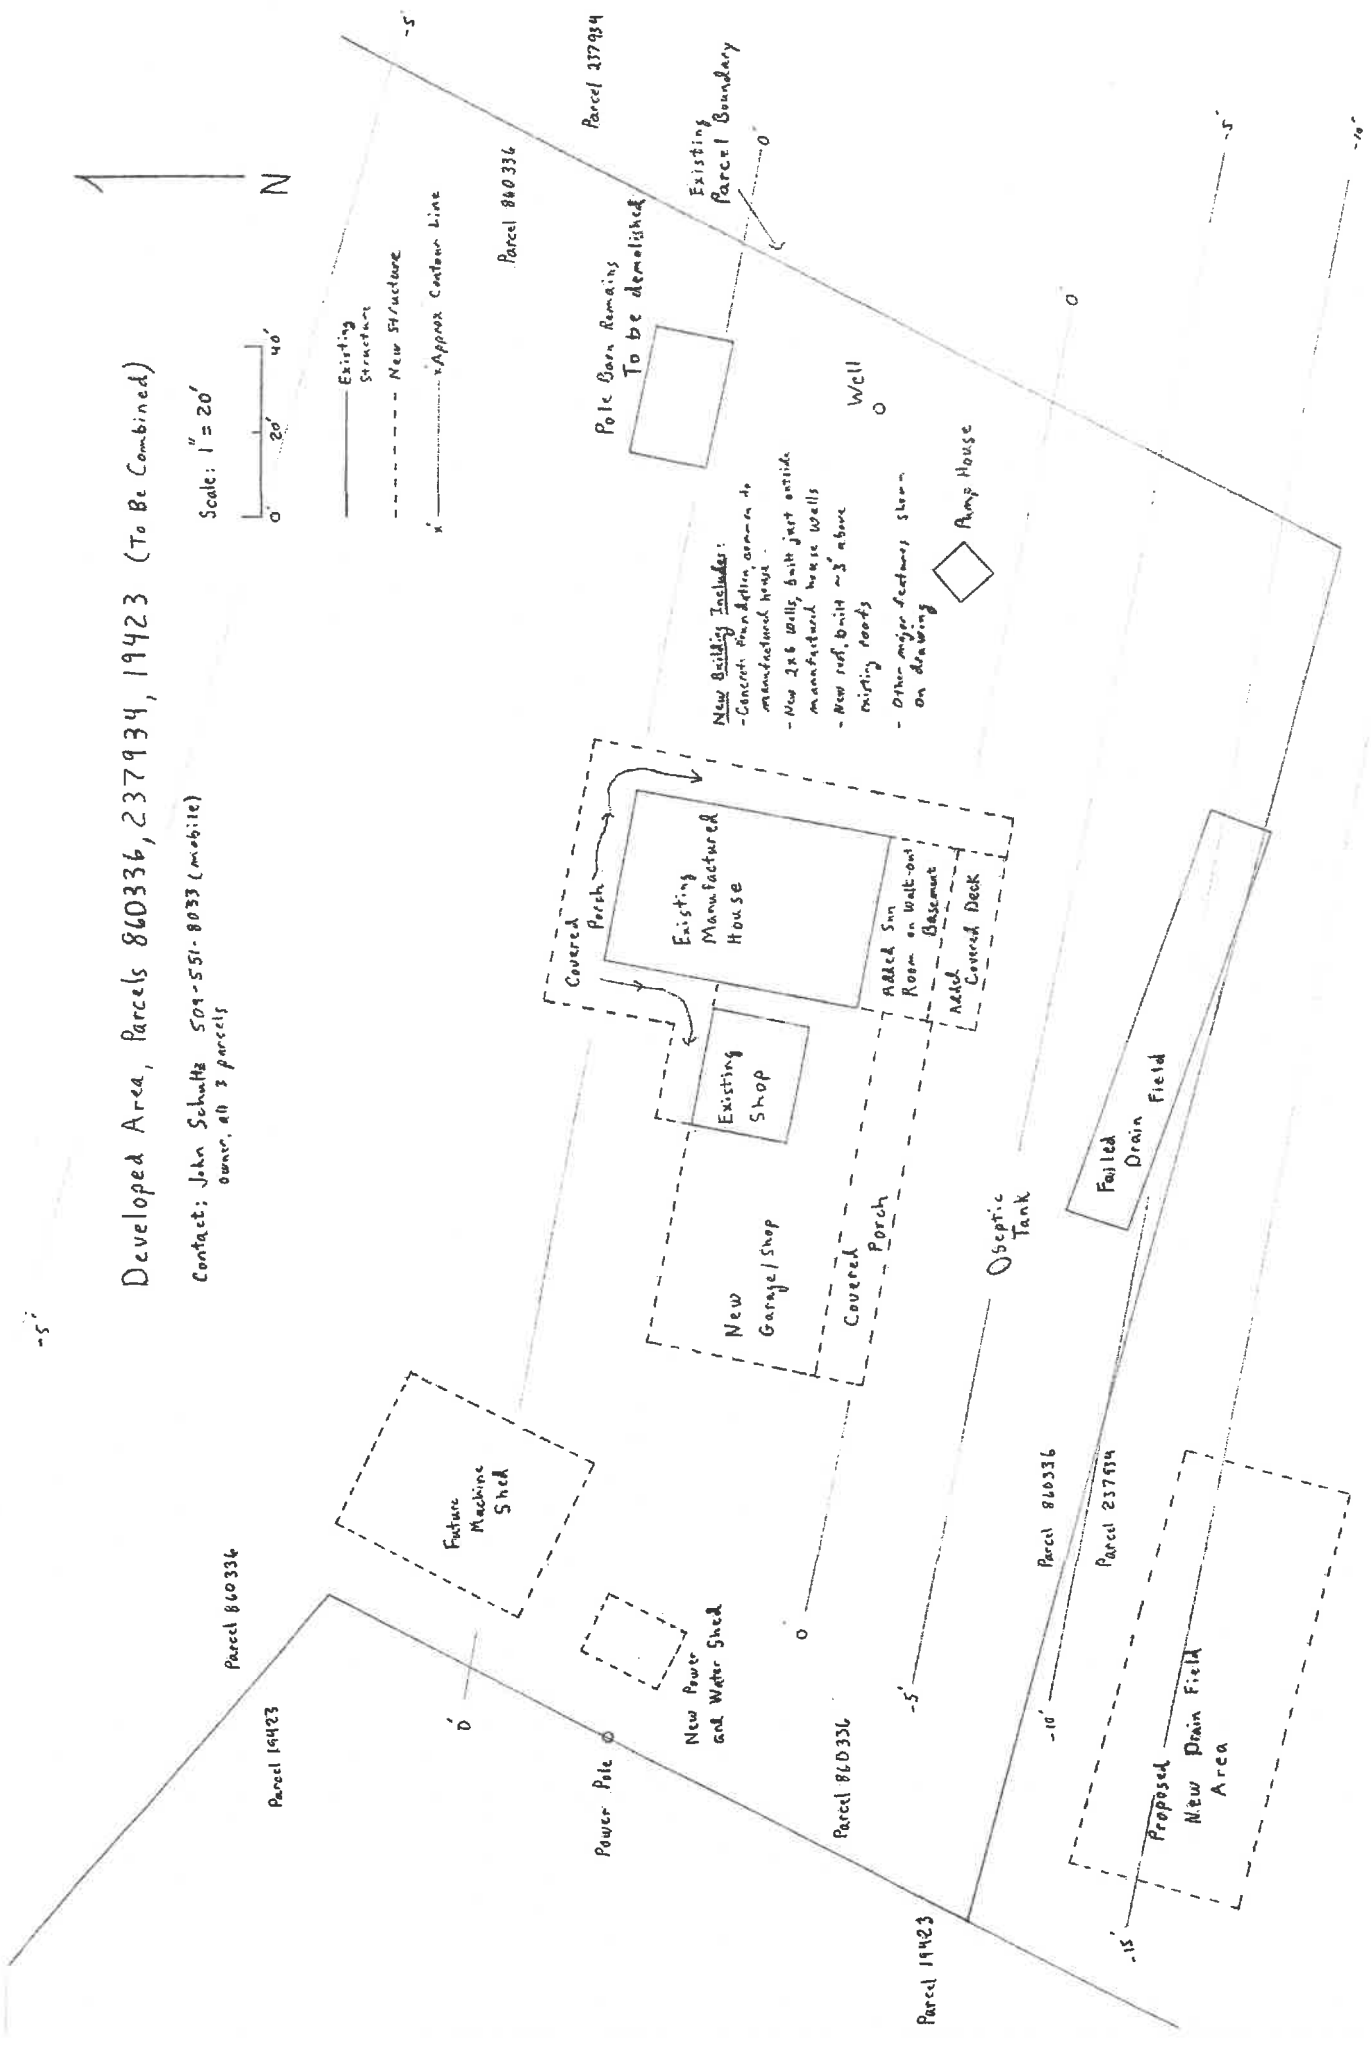 Developed Area, Parcels 860336, 237934, 19423 (To Be Combined)
Contact: John Schultz 509-551-8033 (mobile)
owner, all 3 parcels
Scale: 1" = 20'
0' 20' 40'
Existing
Structure
New Structure
x' x' Approx Contour Line
N
-5'
-5'
Parcel 237934
Parcel 860336
Existing
Parcel Boundary
0'
Pole Barn Remains
To be demolished
Well
Pump House
New Building Includes:
- Concrete foundation, common to
manufactured house.
- New 2x6 walls, built just outside
manufactured house walls
- New roof, built ~3' above
existing roofs
- Other major features shown
on drawing
0
-5'
-10'
Covered
Porch
Existing
Manufactured
House
Added Sun
Room on Walk-out
Basement
Added
Covered Deck
Existing
Shop
New
Garage/Shop
Covered
Porch
Septic
Tank
Failed
Drain
Field
Future
Machine
Shed
Parcel 860336
Parcel 19423
0'
New Power
and Water Shed
Power Pole
0
-5'
-10'
Parcel 860336
Parcel 860336
Parcel 237934
Parcel 19423
-15'
Proposed
New Drain Field
Area